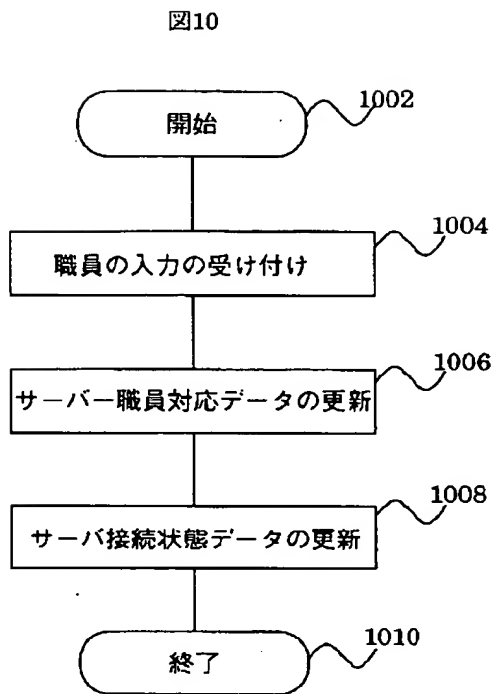 図10
開始
1002
1004
職員の入力の受け付け
1006
サーバー職員対応データの更新
1008
サーバ接続状態データの更新
1010
終了